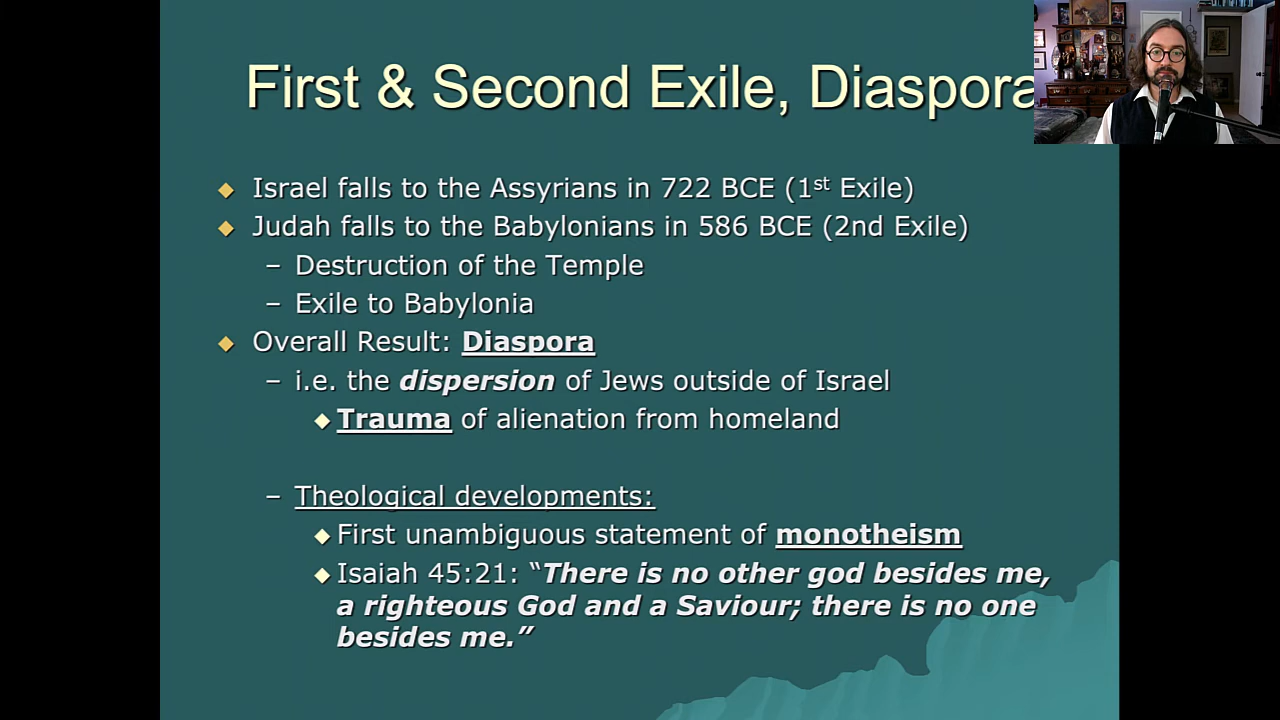 First & Second Exile, Diaspora
Israel falls to the Assyrians in 722 BCE (1st Exile)
Judah falls to the Babylonians in 586 BCE (2nd Exile)
– Destruction of the Temple
– Exile to Babylonia
Overall Result: Diaspora
– i.e. the dispersion of Jews outside of Israel
Trauma of alienation from homeland
– Theological developments:
First unambiguous statement of monotheism
Isaiah 45:21: “There is no other god besides me,
a righteous God and a Saviour; there is no one
besides me.”